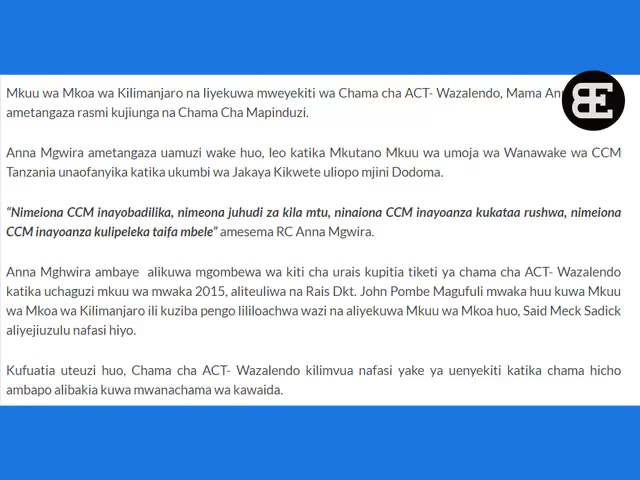 Mkuu wa Mkoa wa Kilimanjaro na liyekuwa mweyekiti wa Chama cha ACT- Wazalendo, Mama
ametangaza rasmi kujiunga na Chama Cha Mapinduzi.
Anna Mgwira ametangaza uamuzi wake huo, leo katika Mkutano Mkuu wa umoja wa Wanawake wa CCM
Tanzania unaofanyika katika ukumbi wa Jakaya Kikwete uliopo mjini Dodoma.
“Nimeiona CCM inayobadilika, nimeona juhudi za kila mtu, ninaiona CCM inayoanza kukataa rushwa, nimeiona
CCM inayoanza kulipeleka taifa mbele” amesema RC Anna Mgwira.
Anna Mghwira ambaye alikuwa mgombewa wa kiti cha urais kupitia tiketi ya chama cha ACT- Wazalendo
katika uchaguzi mkuu wa mwaka 2015, aliteuliwa na Rais Dkt. John Pombe Magufuli mwaka huu kuwa Mkuu
wa Mkoa wa Kilimanjaro ili kuziba pengo lililoachwa wazi na aliyekuwa Mkuu wa Mkoa huo, Said Meck Sadick
aliyejiuzulu nafasi hiyo.
Kufuatia uteuzi huo, Chama cha ACT- Wazalendo kilimvua nafasi yake ya uenyekiti katika chama hicho
ambapo alibakia kuwa mwanachama wa kawaida.